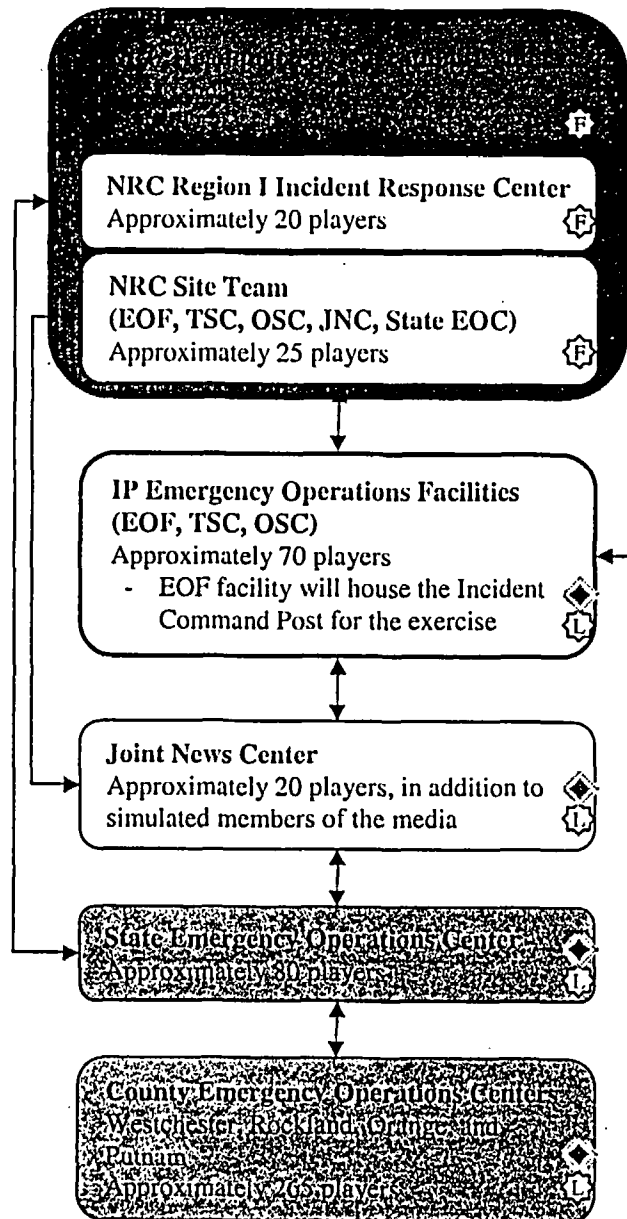 F
NRC Region I Incident Response Center
Approximately 20 players
F
NRC Site Team
(EOF, TSC, OSC, JNC, State EOC)
Approximately 25 players
F
IP Emergency Operations Facilities
(EOF, TSC, OSC)
Approximately 70 players
- EOF facility will house the Incident
Command Post for the exercise
L
Joint News Center
Approximately 20 players, in addition to
simulated members of the media
L
State Emergency Operations Center
Approximately 80 players
L
County Emergency Operations Centers
Westchester, Rockland, Orange, and
Putnam
Approximately 265 players
L